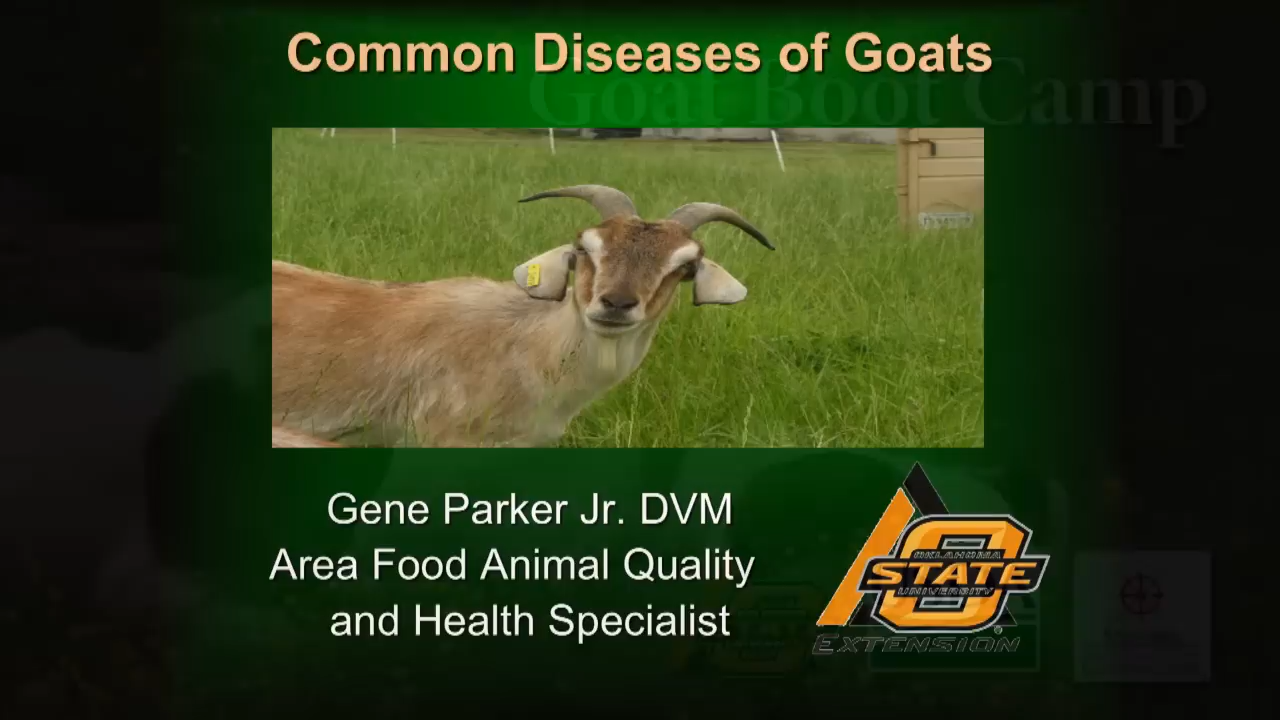 Common Diseases of Goats
Goat Boot Camp
Gene Parker Jr. DVM
Area Food Animal Quality
and Health Specialist
OKLAHOMA
STATE
UNIVERSITY
EXTENSION